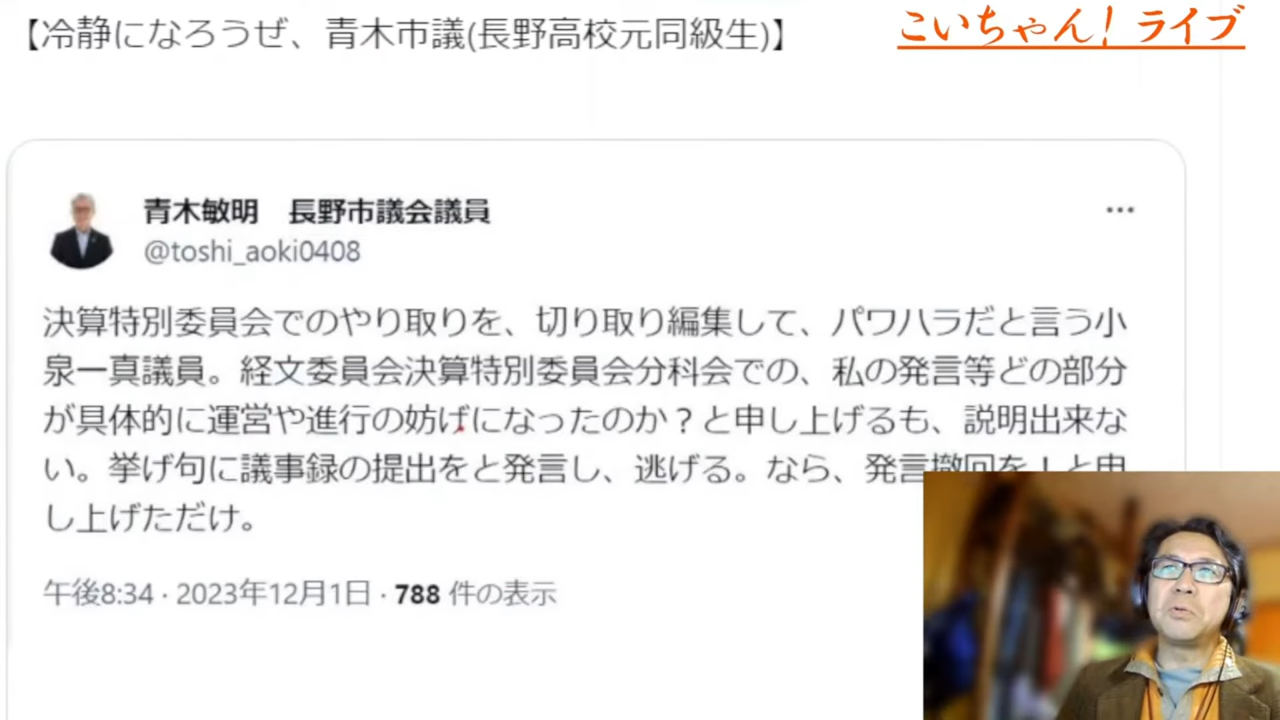 【冷静になろうぜ、青木市議(長野高校元同級生)】
こいちゃん！ライブ
青木敏明　長野市議会議員
@toshi_aoki0408
決算特別委員会でのやり取りを、切り取り編集して、パワハラだと言う小
泉一真議員。経文委員会決算特別委員会分科会での、私の発言等どの部分
が具体的に運営や進行の妨げになったのか？と申し上げるも、説明出来な
い。挙げ句に議事録の提出をと発言し、逃げる。なら、発言撤回を！と申
し上げただけ。
午後8:34 · 2023年12月1日 · 788 件の表示